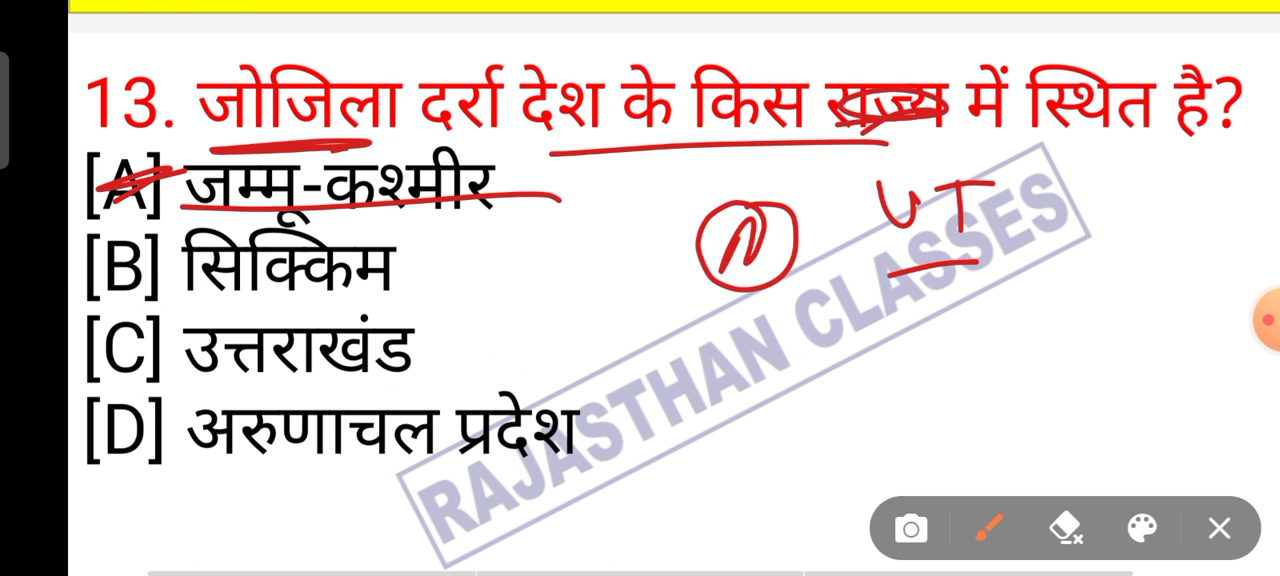 13. जोजिला दर्रा देश के किस राज्य में स्थित है?
[A] जम्मू-कश्मीर
UT
[B] सिक्किम
[C] उत्तराखंड
[D] अरुणाचल प्रदेश
RAJASTHAN CLASSES